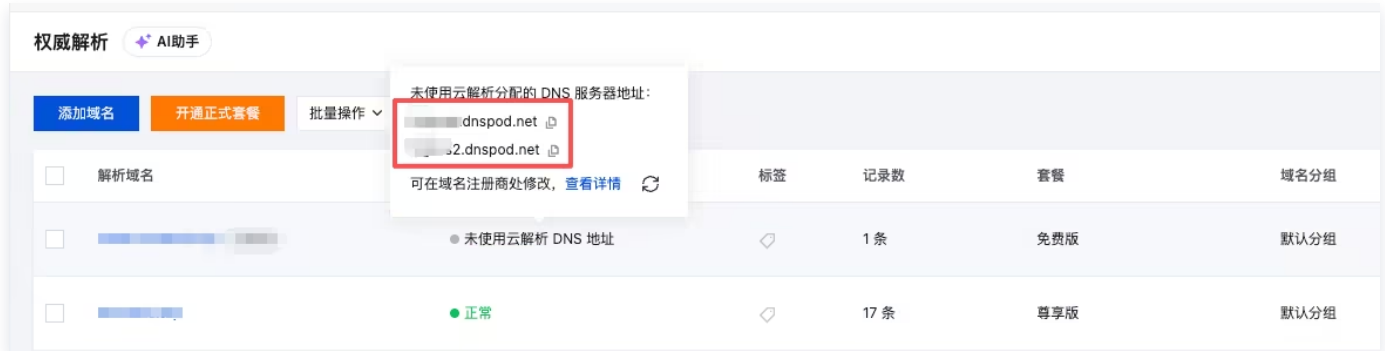 权威解析 AI助手
未使用云解析分配的 DNS 服务器地址：
添加域名 开通正式套餐 批量操作
dnspod.net
s2.dnspod.net
可在域名注册商处修改，查看详情
解析域名 标签 记录数 套餐 域名分组
未使用云解析 DNS 地址 1 条 免费版 默认分组
正常 17 条 尊享版 默认分组